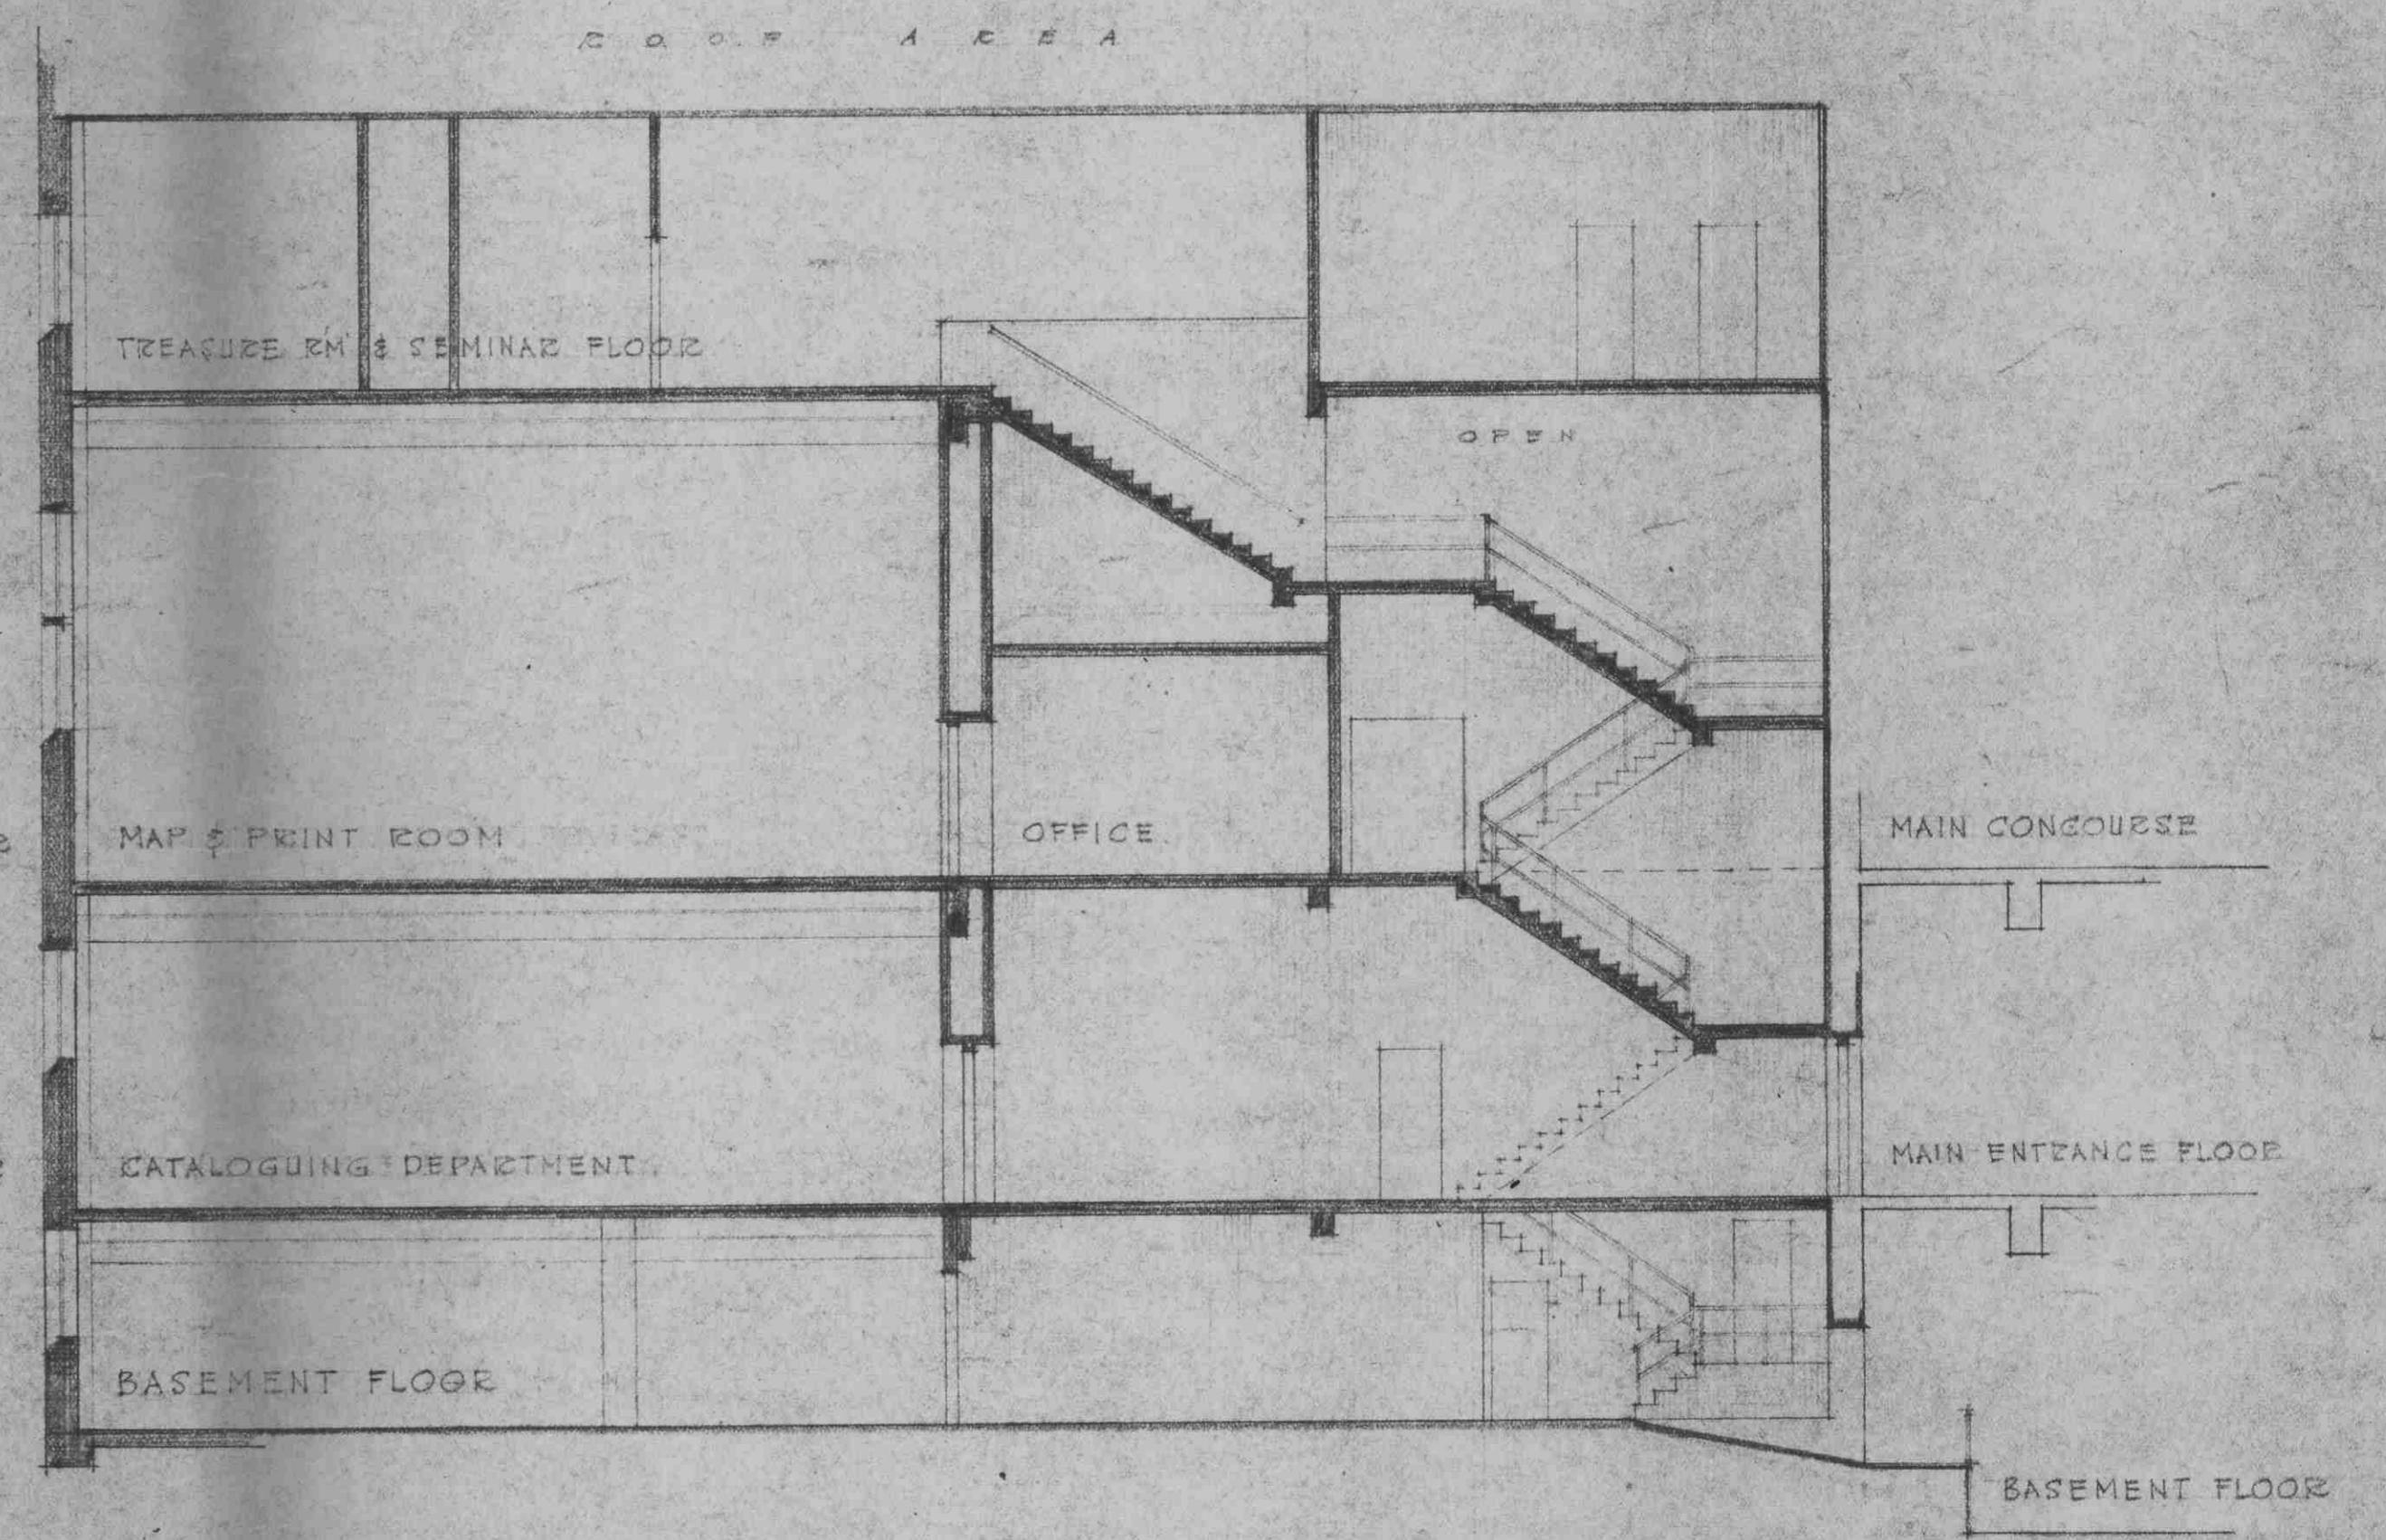 ROOF AREA
TREASURE RM & SEMINAR FLOOR
OPEN
MAP & PRINT ROOM
OFFICE
MAIN CONCOURSE
CATALOGUING DEPARTMENT
MAIN ENTRANCE FLOOR
BASEMENT FLOOR
BASEMENT FLOOR